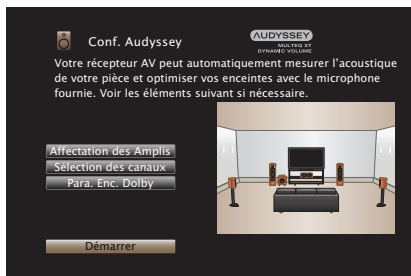 Conf. Audyssey
AUDYSSEY
MULTEQ XT
DYNAMIC VOLUME
Votre récepteur AV peut automatiquement mesurer l'acoustique
de votre pièce et optimiser vos enceintes avec le microphone
fournie. Voir les éléments suivant si nécessaire.
Affectation des Amplis
Sélection des canaux
Para. Enc. Dolby
Démarrer